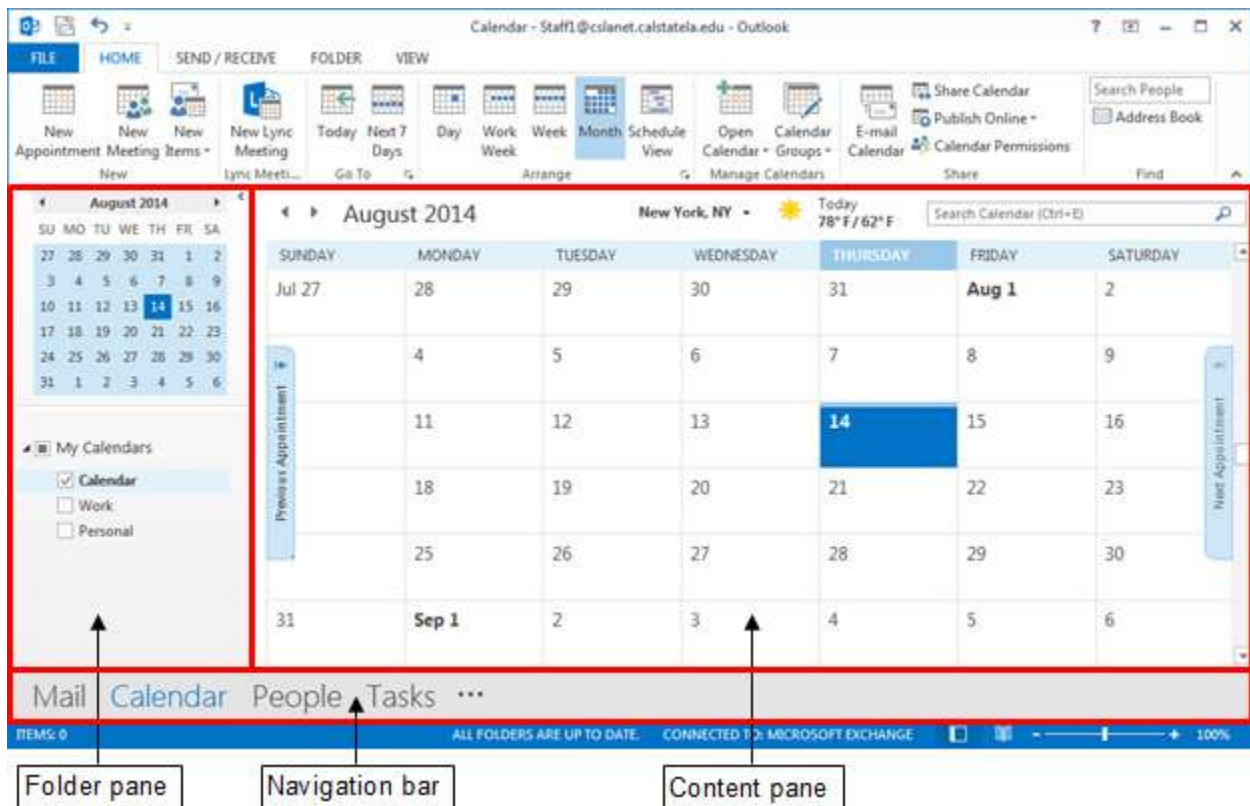 Calendar - Staff1@cslanet.calstatela.edu - Outlook
FILE HOME SEND / RECEIVE FOLDER VIEW
New Appointment
New Meeting
New Items
New Lync Meeting
Today
Next 7 Days
Day
Work Week
Week
Month
Schedule View
Open Calendar
Calendar Groups
E-mail Calendar
Share Calendar
Publish Online
Calendar Permissions
Search People
Address Book
New Lync Meeti... Go To Arrange Manage Calendars Share Find
August 2014
SU MO TU WE TH FR SA
27 28 29 30 31 1 2
3 4 5 6 7 8 9
10 11 12 13 14 15 16
17 18 19 20 21 22 23
24 25 26 27 28 29 30
31 1 2 3 4 5 6
My Calendars
Calendar
Work
Personal
August 2014 New York, NY Today 78° F / 62° F Search Calendar (Ctrl+E)
SUNDAY MONDAY TUESDAY WEDNESDAY THURSDAY FRIDAY SATURDAY
Jul 27 28 29 30 31 Aug 1 2
4 5 6 7 8 9
11 12 13 14 15 16
18 19 20 21 22 23
25 26 27 28 29 30
31 Sep 1 2 3 4 5 6
Previous Appointment
Next Appointment
Mail Calendar People Tasks •••
ITEMS: 0 ALL FOLDERS ARE UP TO DATE. CONNECTED TO: MICROSOFT EXCHANGE 100%
Folder pane
Navigation bar
Content pane